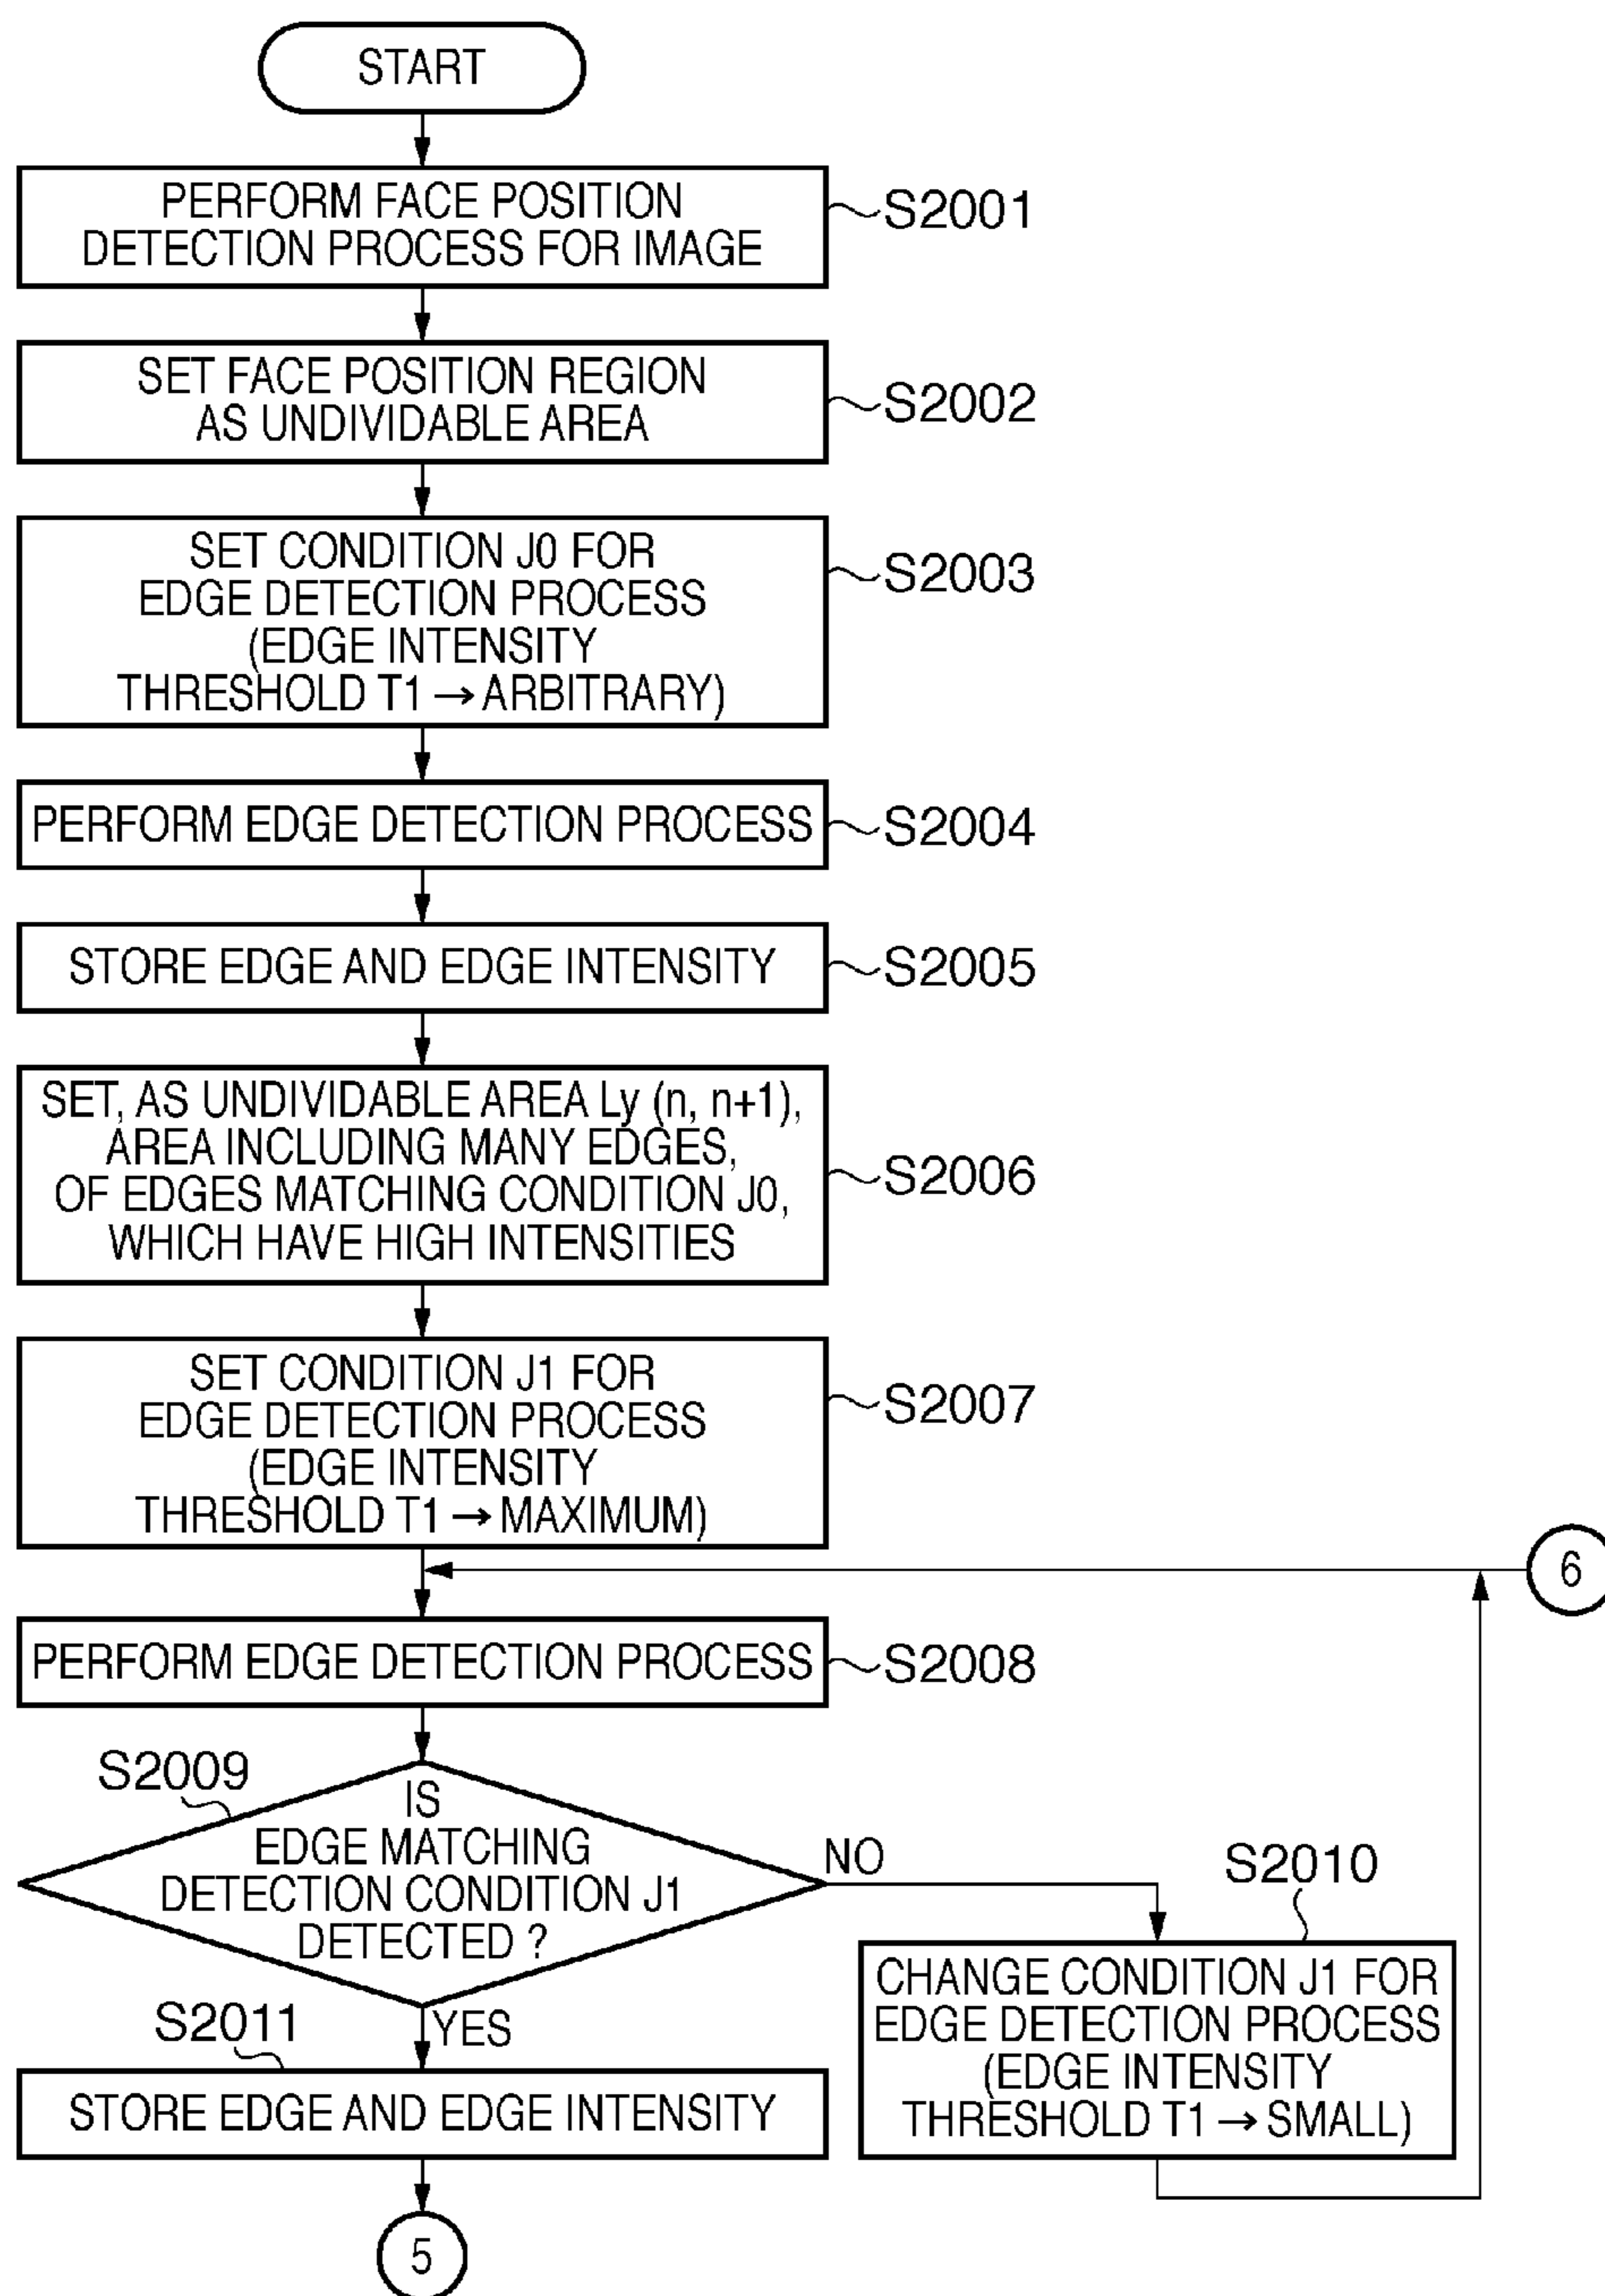 START
PERFORM FACE POSITION
DETECTION PROCESS FOR IMAGE
S2001
SET FACE POSITION REGION
AS UNDIVIDABLE AREA
S2002
SET CONDITION J0 FOR
EDGE DETECTION PROCESS
(EDGE INTENSITY
THRESHOLD T1 → ARBITRARY)
S2003
PERFORM EDGE DETECTION PROCESS
S2004
STORE EDGE AND EDGE INTENSITY
S2005
SET, AS UNDIVIDABLE AREA Ly (n, n+1),
AREA INCLUDING MANY EDGES,
OF EDGES MATCHING CONDITION J0,
WHICH HAVE HIGH INTENSITIES
S2006
SET CONDITION J1 FOR
EDGE DETECTION PROCESS
(EDGE INTENSITY
THRESHOLD T1 → MAXIMUM)
S2007
6
PERFORM EDGE DETECTION PROCESS
S2008
S2009
IS
EDGE MATCHING
DETECTION CONDITION J1
DETECTED ?
NO
YES
S2010
CHANGE CONDITION J1 FOR
EDGE DETECTION PROCESS
(EDGE INTENSITY
THRESHOLD T1 → SMALL)
S2011
STORE EDGE AND EDGE INTENSITY
5